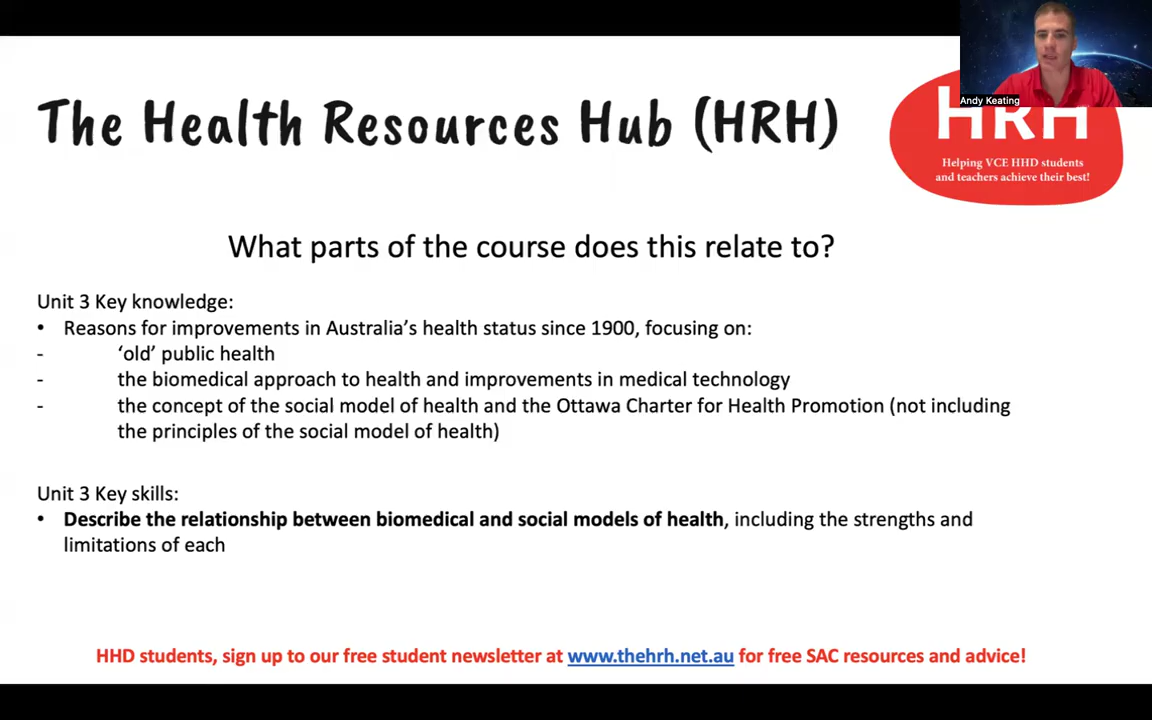 Andy Keating
The Health Resources Hub (HRH)
HRH
Helping VCE HHD students
and teachers achieve their best!
What parts of the course does this relate to?
Unit 3 Key knowledge:
• Reasons for improvements in Australia’s health status since 1900, focusing on:
- ‘old’ public health
- the biomedical approach to health and improvements in medical technology
- the concept of the social model of health and the Ottawa Charter for Health Promotion (not including
the principles of the social model of health)
Unit 3 Key skills:
• Describe the relationship between biomedical and social models of health, including the strengths and
limitations of each
HHD students, sign up to our free student newsletter at www.thehrh.net.au for free SAC resources and advice!